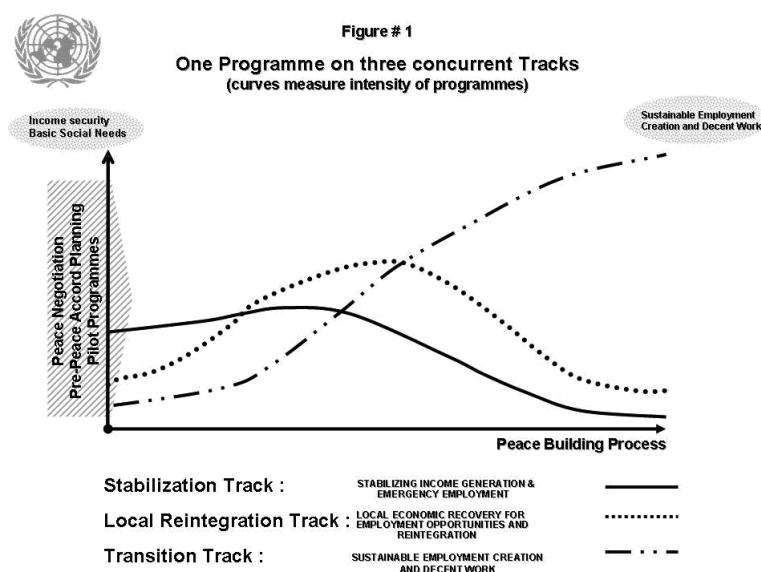 Figure # 1
One Programme on three concurrent Tracks
(curves measure intensity of programmes)
Income security
Basic Social Needs
Sustainable Employment
Creation and Decent Work
Peace Negotiation
Pre-Peace Accord Planning
Pilot Programmes
Peace Building Process
Stabilization Track :
STABILIZING INCOME GENERATION &
EMERGENCY EMPLOYMENT
Local Reintegration Track :
LOCAL ECONOMIC RECOVERY FOR
EMPLOYMENT OPPORTUNITIES AND
REINTEGRATION
Transition Track :
SUSTAINABLE EMPLOYMENT CREATION
AND DECENT WORK